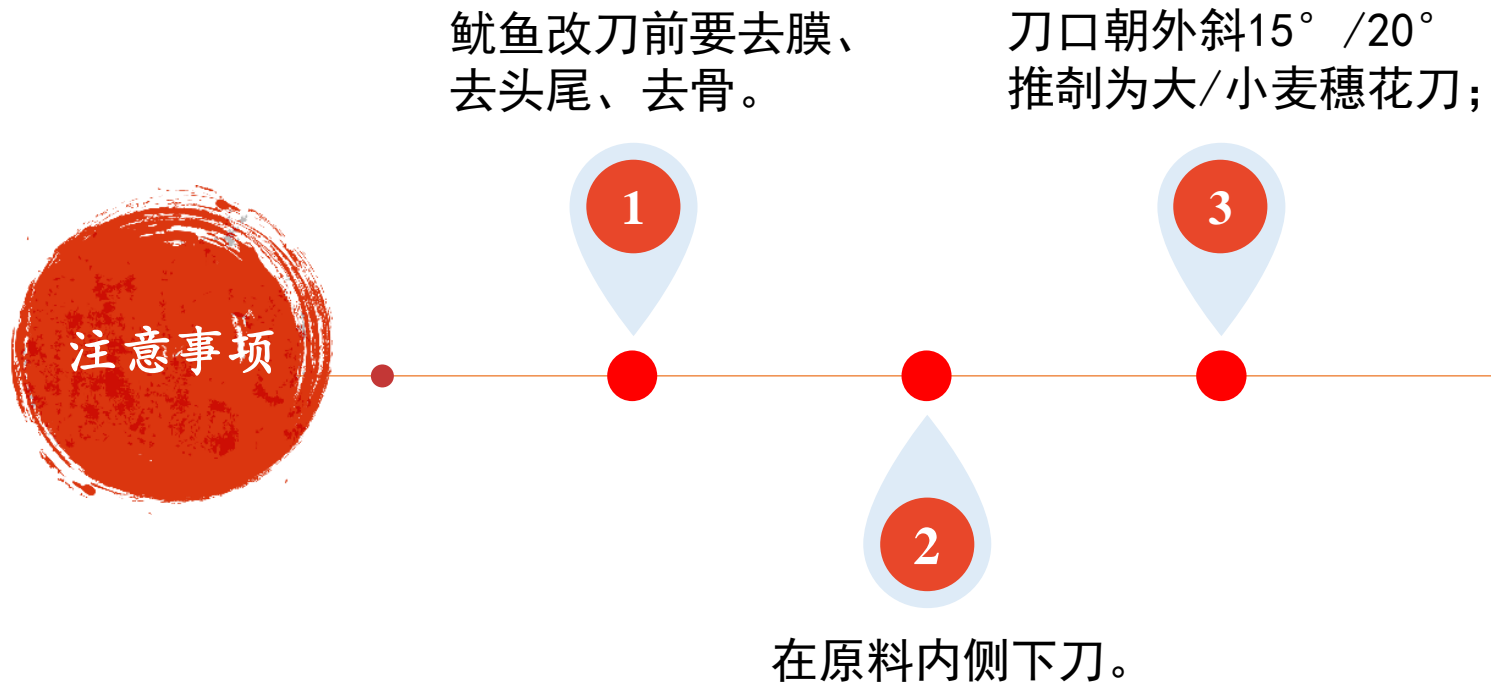 注意事项
鱿鱼改刀前要去膜、
去头尾、去骨。
1
2
在原料内侧下刀。
刀口朝外斜15°/20°
推剞为大/小麦穗花刀；
3